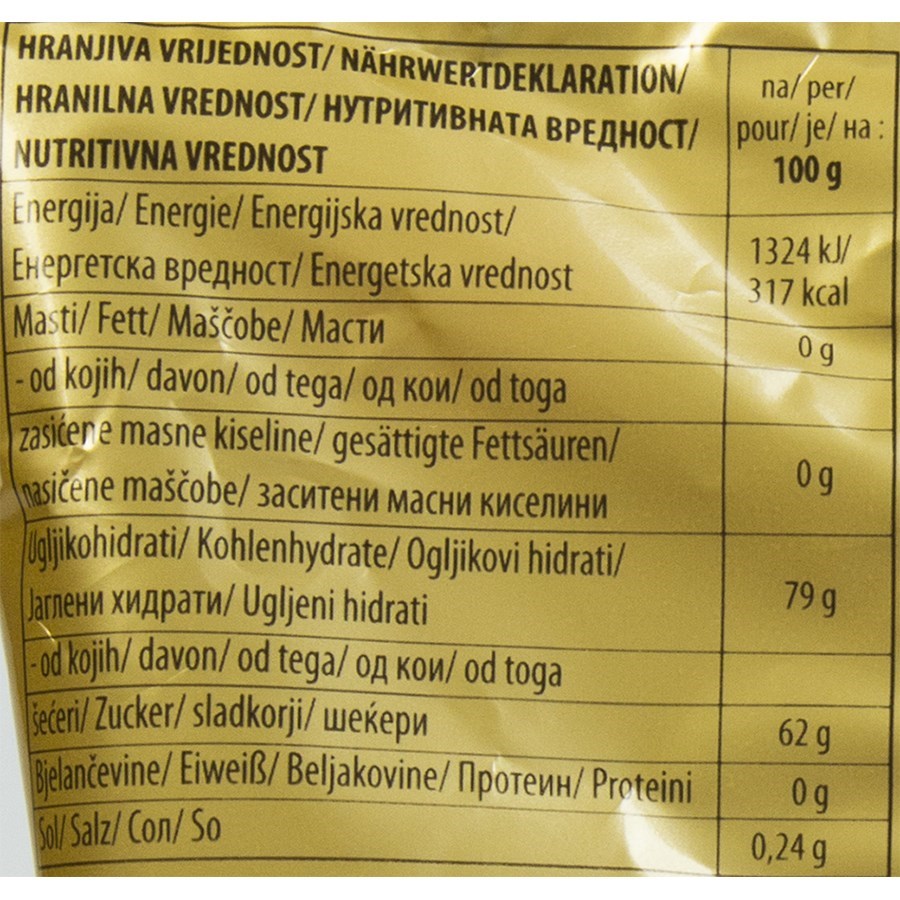 HRANJIVA VRIJEDNOST/ NÄHRWERTDEKLARATION/
HRANILNA VREDNOST/ НУТРИТИВНАТА ВРЕДНОСТ/
NUTRITIVNA VREDNOST
na/ per/
pour/ je/ на :
100 g
Energija/ Energie/ Energijska vrednost/
Енергетска вредност/ Energetska vrednost
1324 kJ/
317 kcal
Masti/ Fett/ Maščobe/ Масти
0 g
- od kojih/ davon/ od tega/ од кои/ od toga
zasićene masne kiseline/ gesättigte Fettsäuren/
nasičene maščobe/ заситени масни киселини
0 g
Ugljikohidrati/ Kohlenhydrate/ Ogljikovi hidrati/
Јаглени хидрати/ Ugljeni hidrati
79 g
- od kojih/ davon/ od tega/ од кои/ od toga
šećeri/ Zucker/ sladkorji/ шеќери
62 g
Bjelančevine/ Eiweiß/ Beljakovine/ Протеин/ Proteini
0 g
Sol/ Salz/ Сол/ So
0,24 g